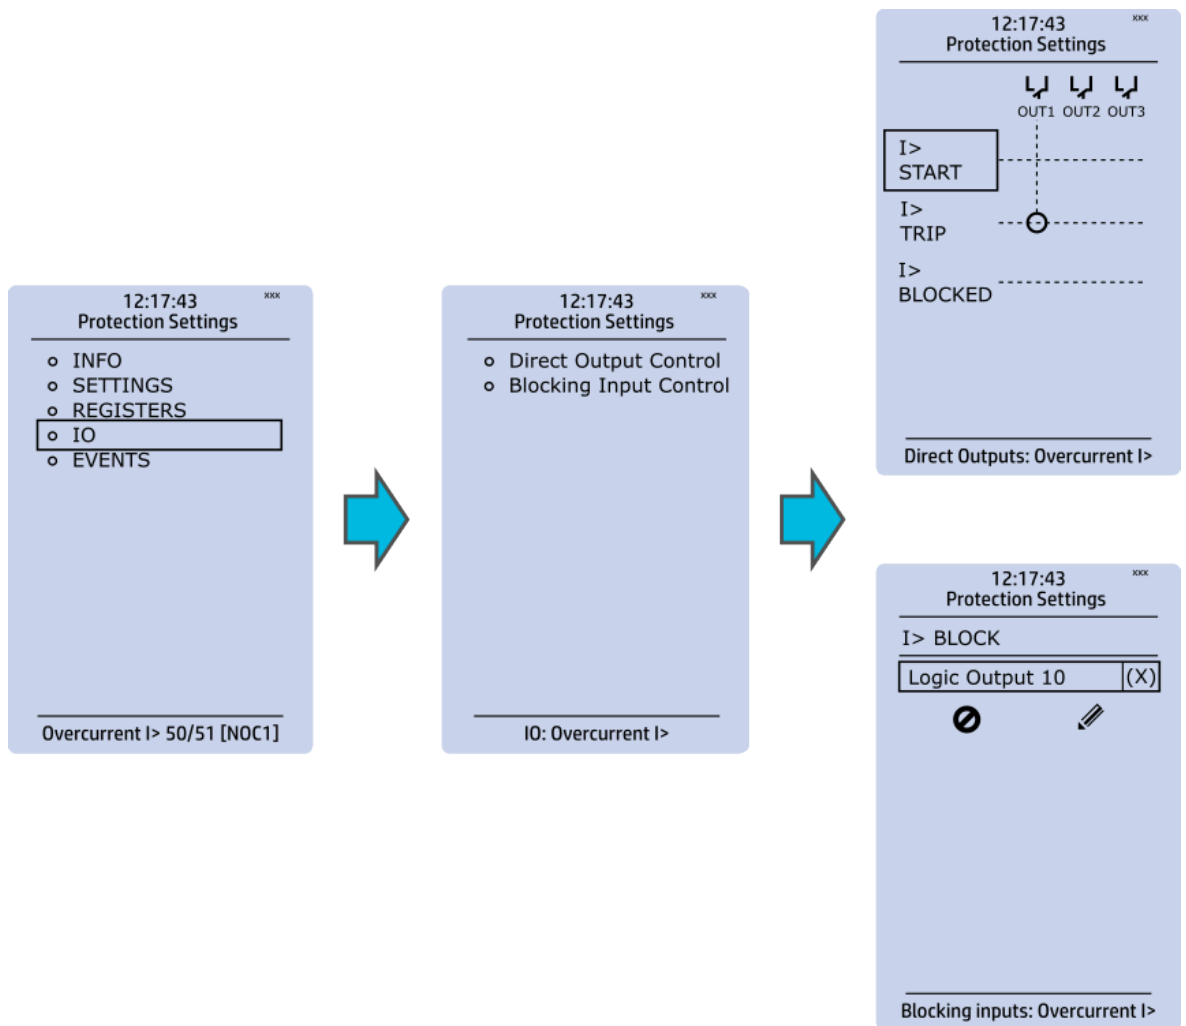 12:17:43 xxx
Protection Settings
INFO
SETTINGS
REGISTERS
IO
EVENTS
Overcurrent I> 50/51 [NOC1]
12:17:43 xxx
Protection Settings
Direct Output Control
Blocking Input Control
IO: Overcurrent I>
12:17:43 xxx
Protection Settings
OUT1 OUT2 OUT3
I>
START
I>
TRIP
I>
BLOCKED
Direct Outputs: Overcurrent I>
12:17:43 xxx
Protection Settings
I> BLOCK
Logic Output 10 (X)
Blocking inputs: Overcurrent I>